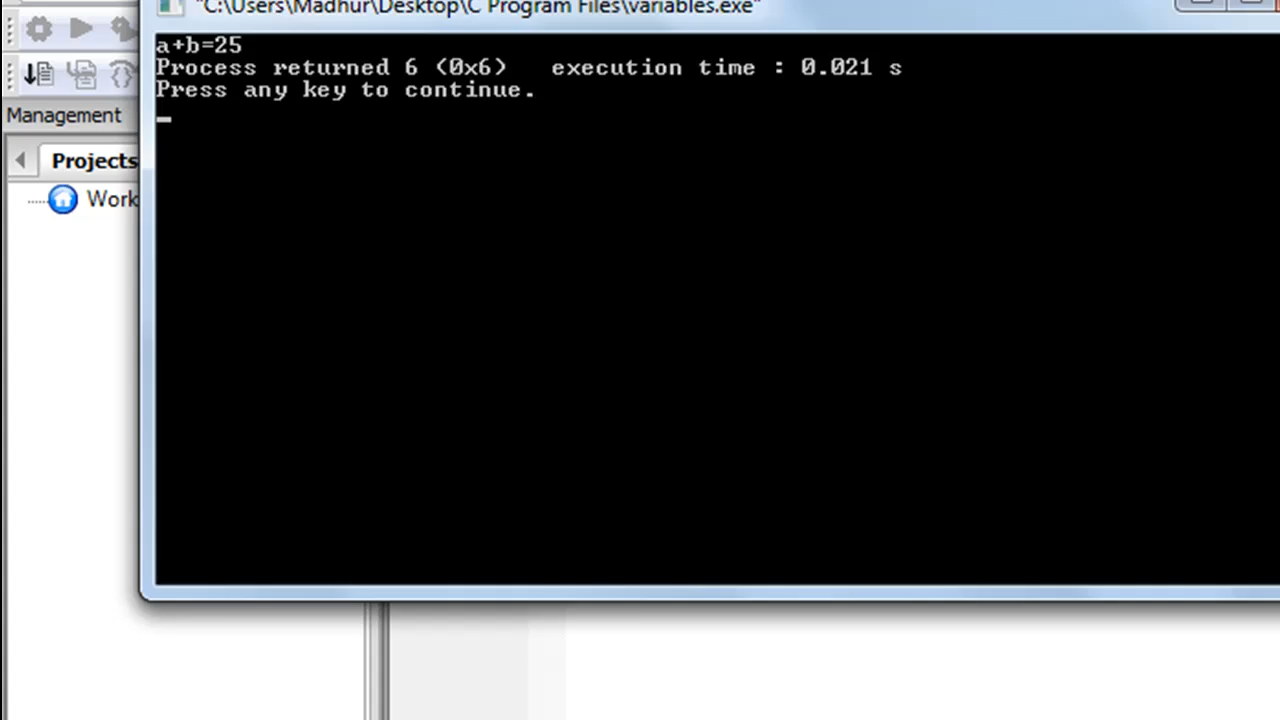 "C:\Users\Madhur\Desktop\C Program Files\variables.exe"
a+b=25
Process returned 6 (0x6)   execution time : 0.021 s
Press any key to continue.
Management
Projects
Work